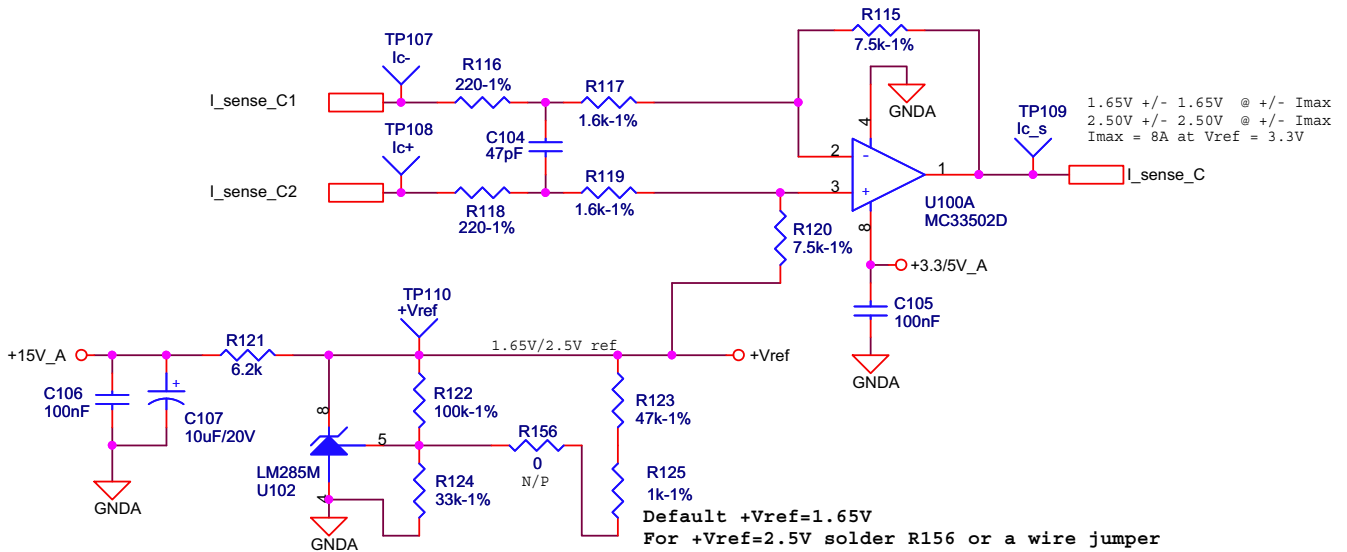 R115
7.5k-1%
TP107
Ic-
R116
220-1%
R117
1.6k-1%
I_sense_C1
GNDA
4
TP109
Ic_s
1.65V +/- 1.65V @ +/- Imax
2.50V +/- 2.50V @ +/- Imax
Imax = 8A at Vref = 3.3V
TP108
Ic+
C104
47pF
2
-
1
I_sense_C
I_sense_C2
R118
220-1%
R119
1.6k-1%
3
+
U100A
MC33502D
8
R120
7.5k-1%
+3.3/5V_A
C105
100nF
GNDA
TP110
+Vref
+15V_A
R121
6.2k
1.65V/2.5V ref
+Vref
C106
100nF
+
C107
10uF/20V
8
R122
100k-1%
R123
47k-1%
5
R156
0
N/P
LM285M
U102
4
R124
33k-1%
R125
1k-1%
GNDA
GNDA
Default +Vref=1.65V
For +Vref=2.5V solder R156 or a wire jumper